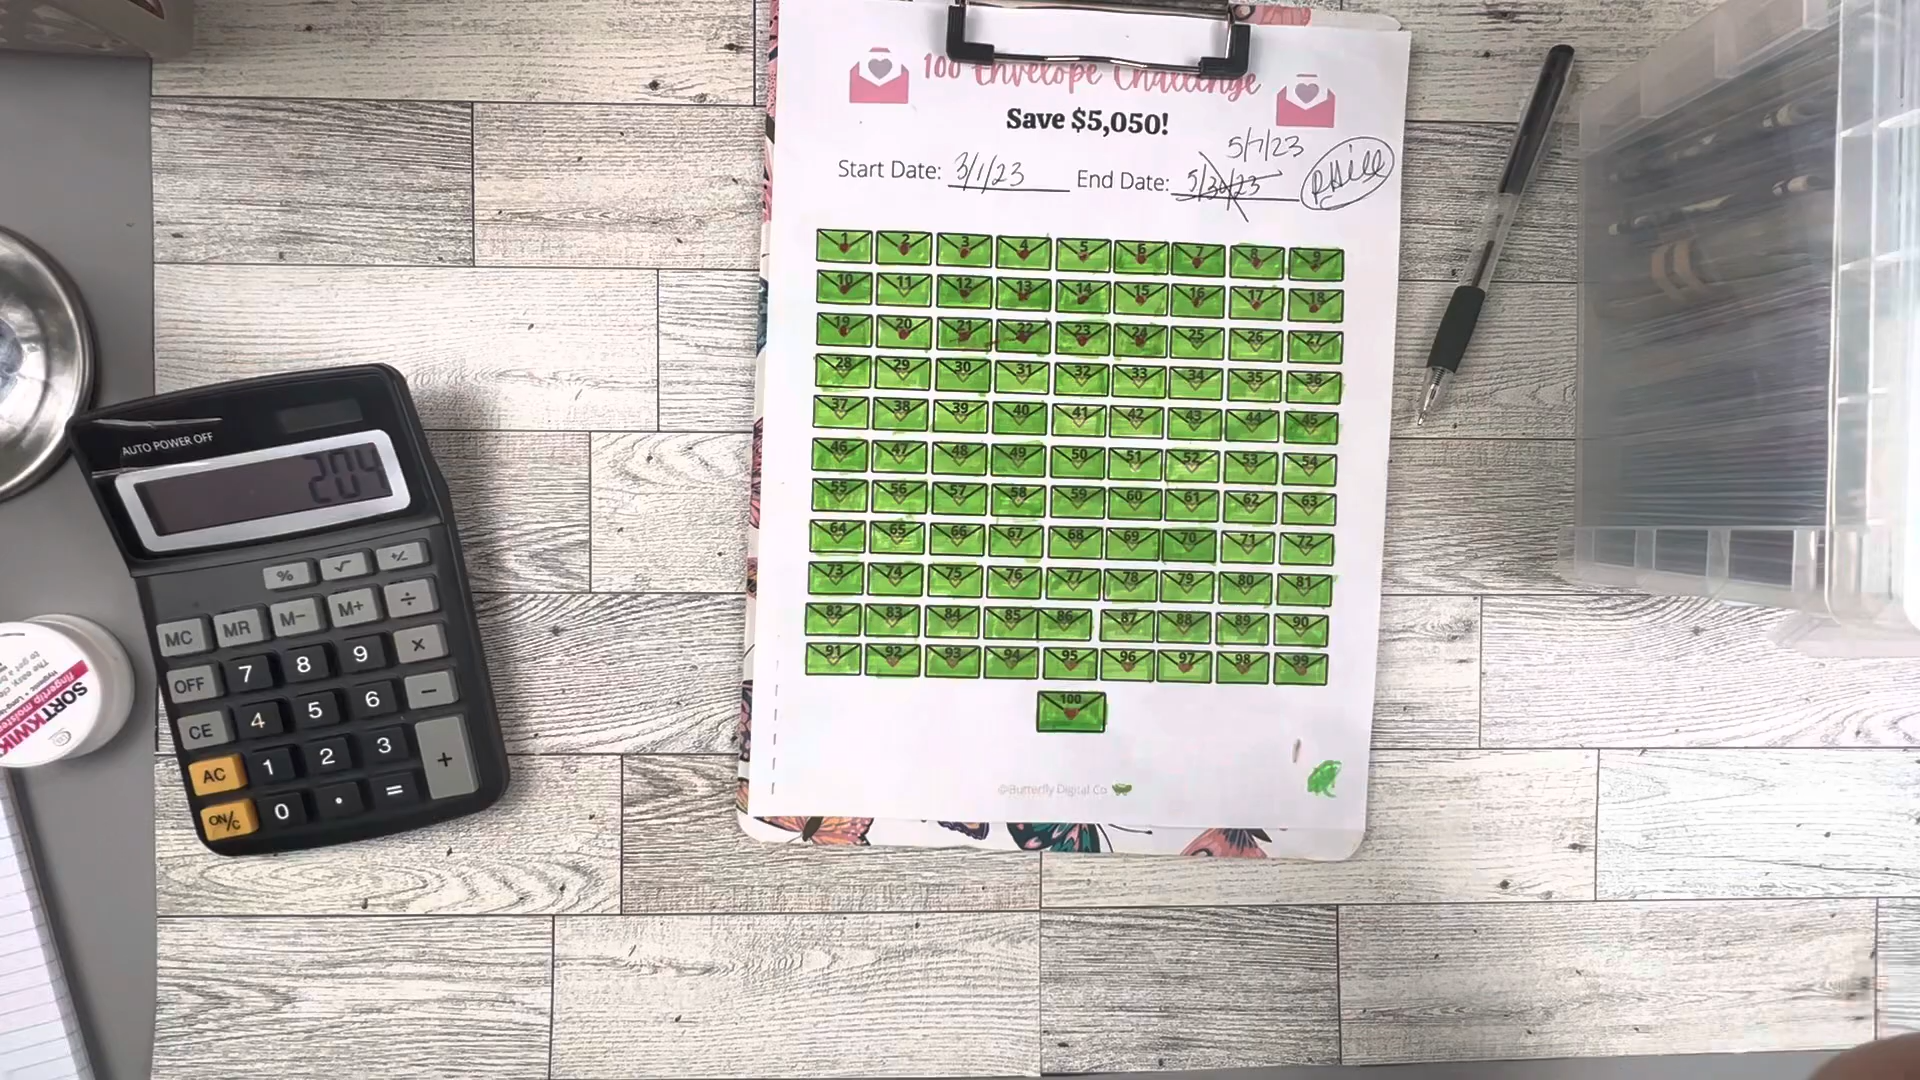 100 Envelope Challenge
Save $5,050!
5/7/23
Start Date: 3/1/23 End Date: 5/30/23
1 2 3 4 5 6 7 8 9
10 11 12 13 14 15 16 17 18
19 20 21 22 23 24 25 26 27
28 29 30 31 32 33 34 35 36
37 38 39 40 41 42 43 44 45
46 47 48 49 50 51 52 53 54
55 56 57 58 59 60 61 62 63
64 65 66 67 68 69 70 71 72
73 74 75 76 77 78 79 80 81
82 83 84 85 86 87 88 89 90
91 92 93 94 95 96 97 98 99
100
©Butterfly Digital Co
AUTO POWER OFF
204
% √ +/-
MC MR M− M+ ÷
OFF 7 8 9 ×
CE 4 5 6 −
AC 1 2 3 +
ON/C 0 . =
SORTKWIK
fingertip moiste